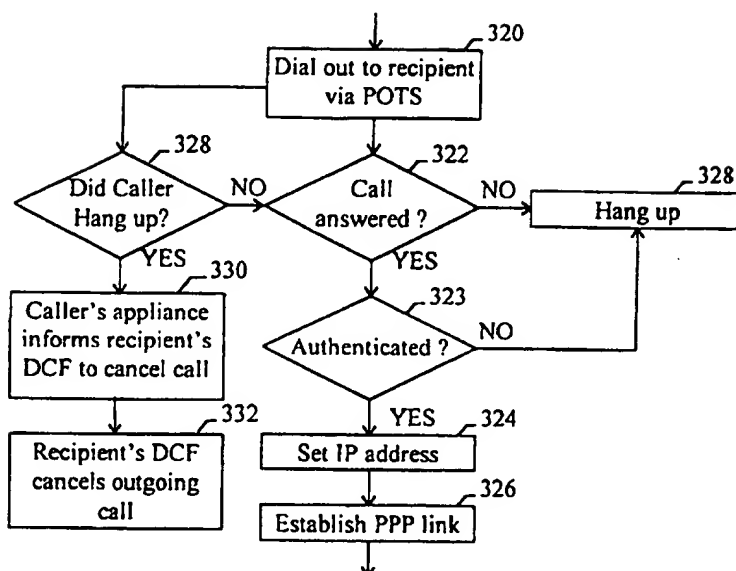 320
Dial out to recipient
via POTS
328
322
328
Did Caller
Hang up?
NO
Call
answered ?
NO
Hang up
YES
330
YES
323
Caller's appliance
informs recipient's
DCF to cancel call
Authenticated ?
NO
332
YES
324
Recipient's DCF
cancels outgoing
call
Set IP address
326
Establish PPP link